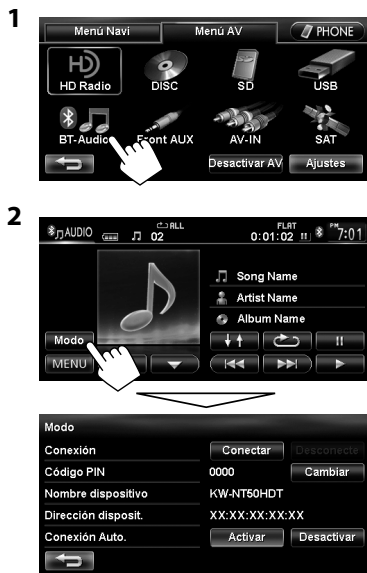 1
Menú Navi Menú AV PHONE
HD Radio DISC SD USB
BT-Audio Front AUX AV-IN SAT
Desactivar AV Ajustes
2
AUDIO 02 ALL FLAT 0:01:02 PM 7:01
Song Name
Artist Name
Album Name
Modo
MENU
Modo
Conexión Conectar Desconecte
Código PIN 0000 Cambiar
Nombre dispositivo KW-NT50HDT
Dirección disposit. XX:XX:XX:XX:XX
Conexión Auto. Activar Desactivar